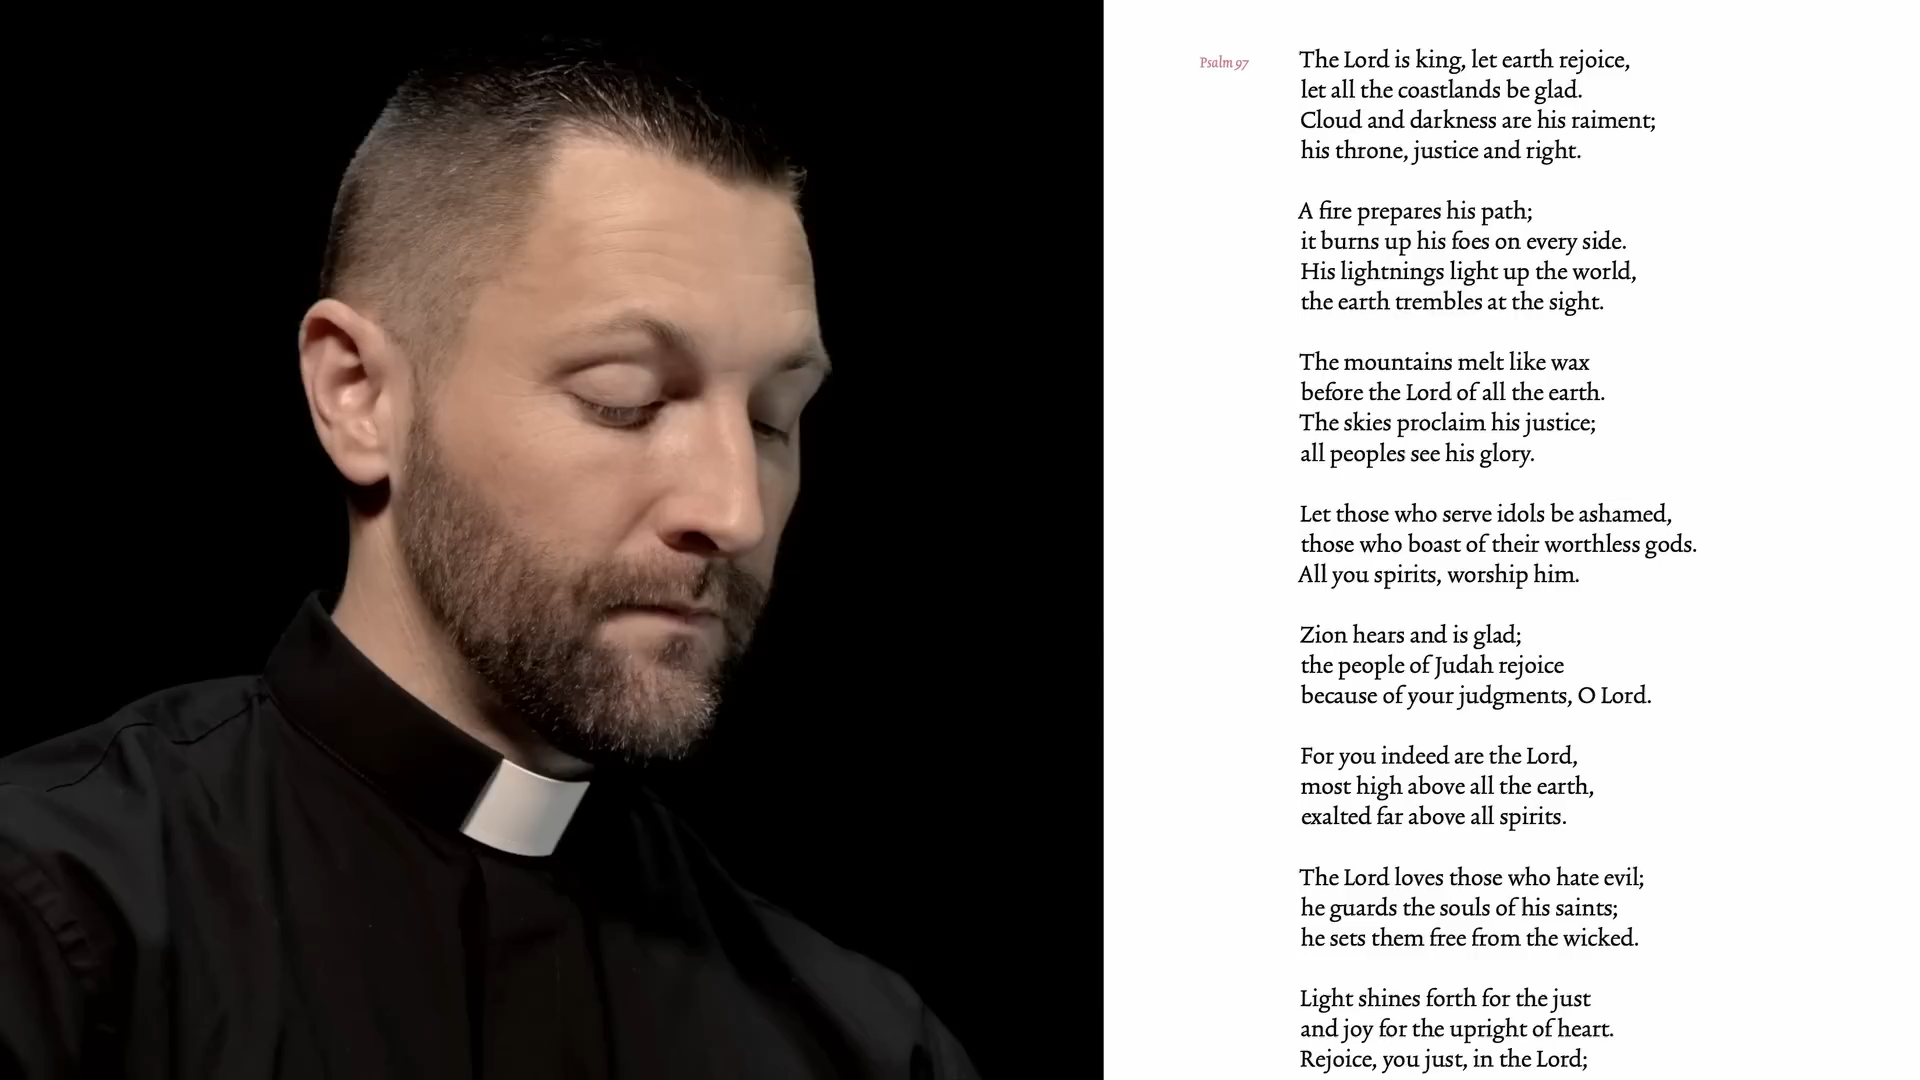 Psalm 97
The Lord is king, let earth rejoice,
let all the coastlands be glad.
Cloud and darkness are his raiment;
his throne, justice and right.
A fire prepares his path;
it burns up his foes on every side.
His lightnings light up the world,
the earth trembles at the sight.
The mountains melt like wax
before the Lord of all the earth.
The skies proclaim his justice;
all peoples see his glory.
Let those who serve idols be ashamed,
those who boast of their worthless gods.
All you spirits, worship him.
Zion hears and is glad;
the people of Judah rejoice
because of your judgments, O Lord.
For you indeed are the Lord,
most high above all the earth,
exalted far above all spirits.
The Lord loves those who hate evil;
he guards the souls of his saints;
he sets them free from the wicked.
Light shines forth for the just
and joy for the upright of heart.
Rejoice, you just, in the Lord;